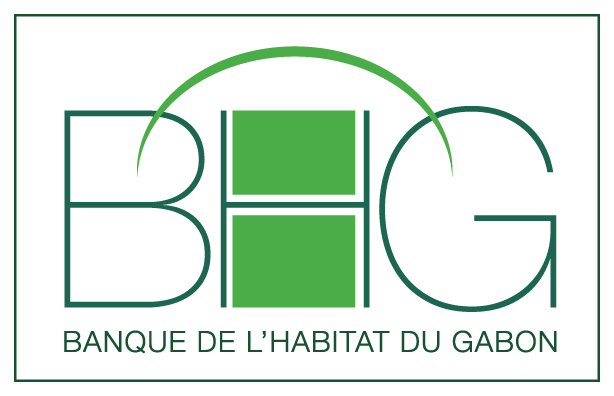 BHG
BANQUE DE L’HABITAT DU GABON